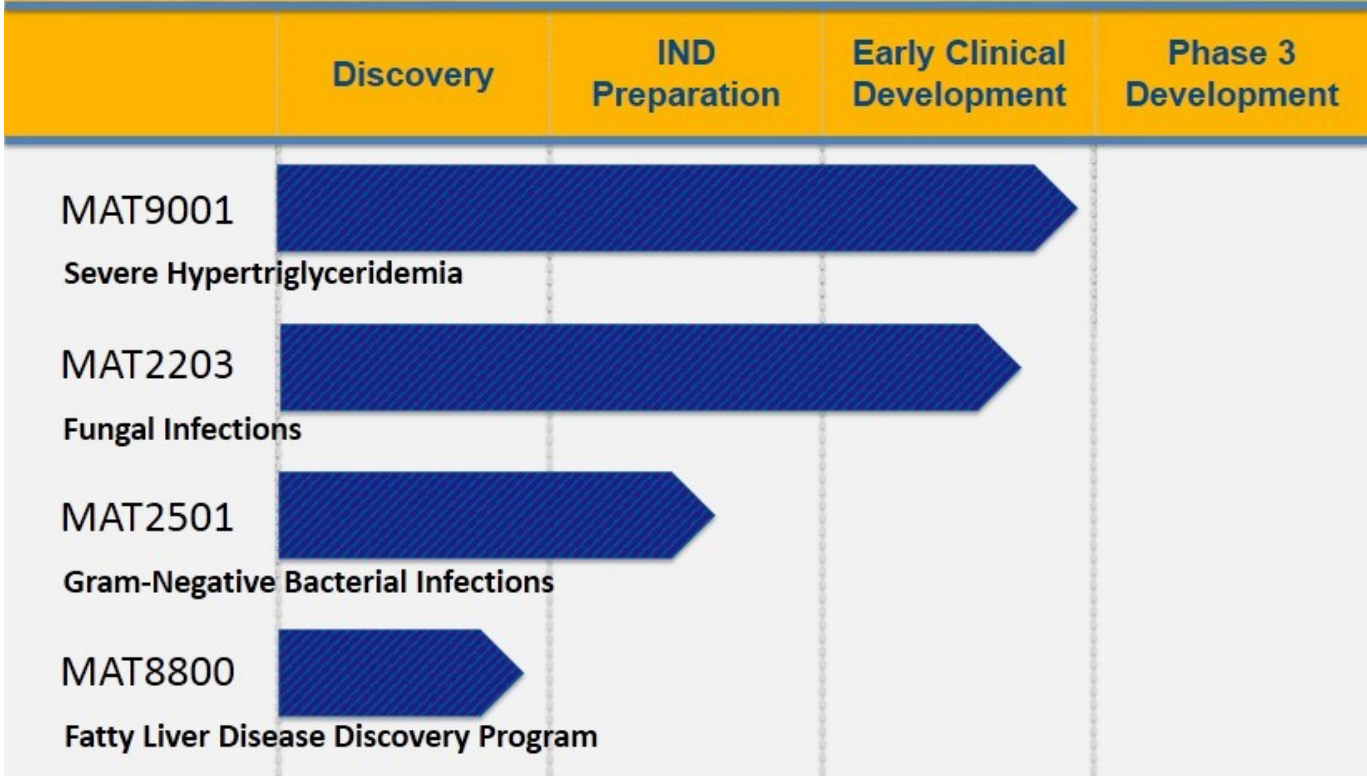 Discovery
IND
Preparation
Early Clinical
Development
Phase 3
Development
MAT9001
Severe Hypertriglyceridemia
MAT2203
Fungal Infections
MAT2501
Gram-Negative Bacterial Infections
MAT8800
Fatty Liver Disease Discovery Program